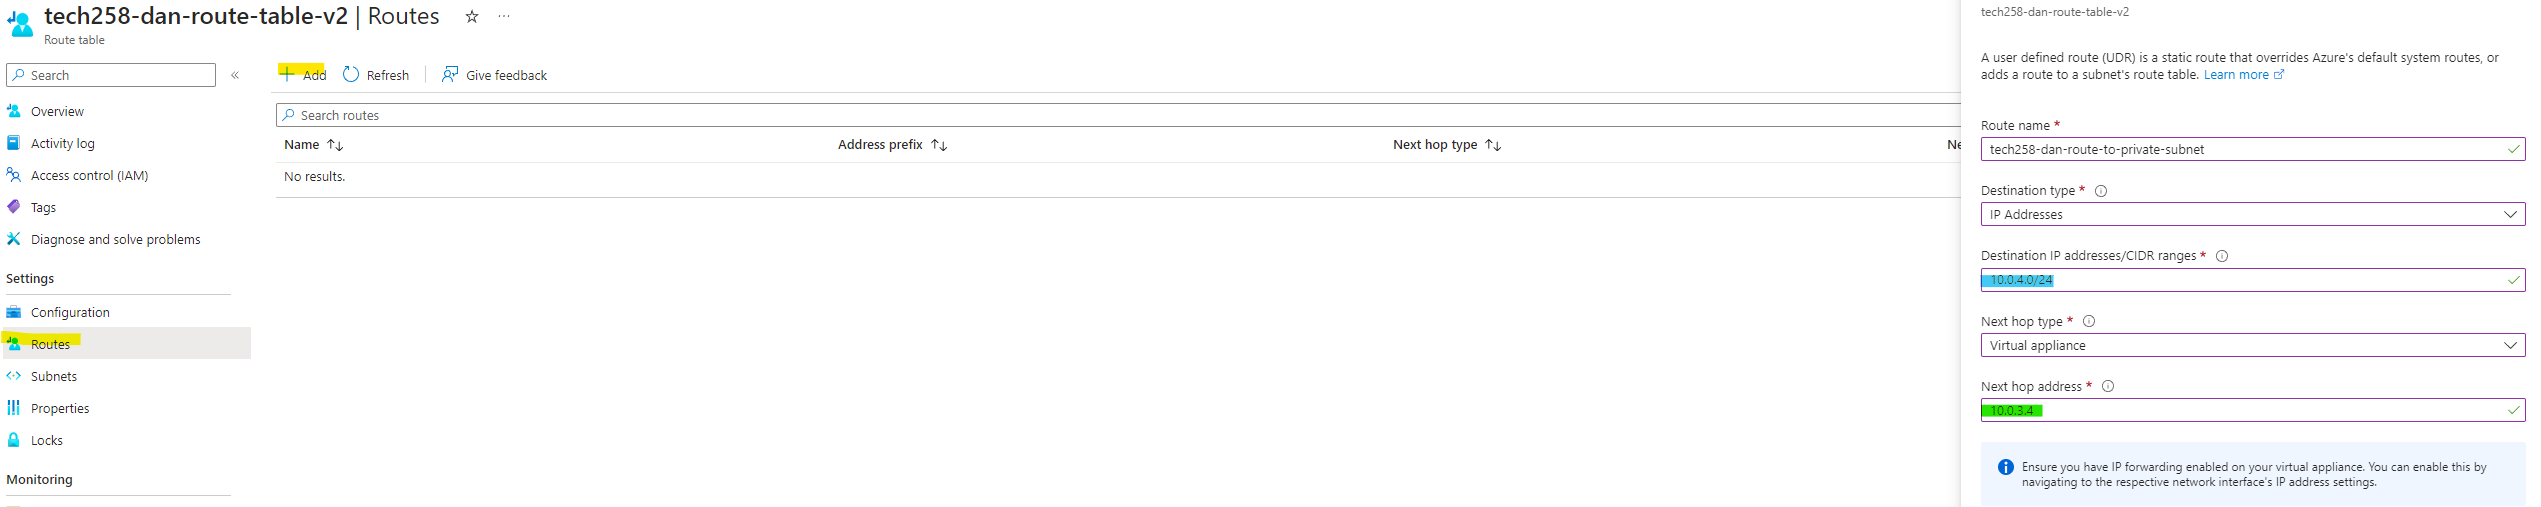 tech258-dan-route-table-v2 | Routes
Route table
Search
Overview
Activity log
Access control (IAM)
Tags
Diagnose and solve problems
Settings
Configuration
Routes
Subnets
Properties
Locks
Monitoring
Add Refresh Give feedback
Search routes
Name Address prefix Next hop type Ne
No results.
tech258-dan-route-table-v2
A user defined route (UDR) is a static route that overrides Azure's default system routes, or
adds a route to a subnet's route table. Learn more
Route name *
tech258-dan-route-to-private-subnet
Destination type *
IP Addresses
Destination IP addresses/CIDR ranges *
10.0.4.0/24
Next hop type *
Virtual appliance
Next hop address *
10.0.3.4
Ensure you have IP forwarding enabled on your virtual appliance. You can enable this by
navigating to the respective network interface's IP address settings.